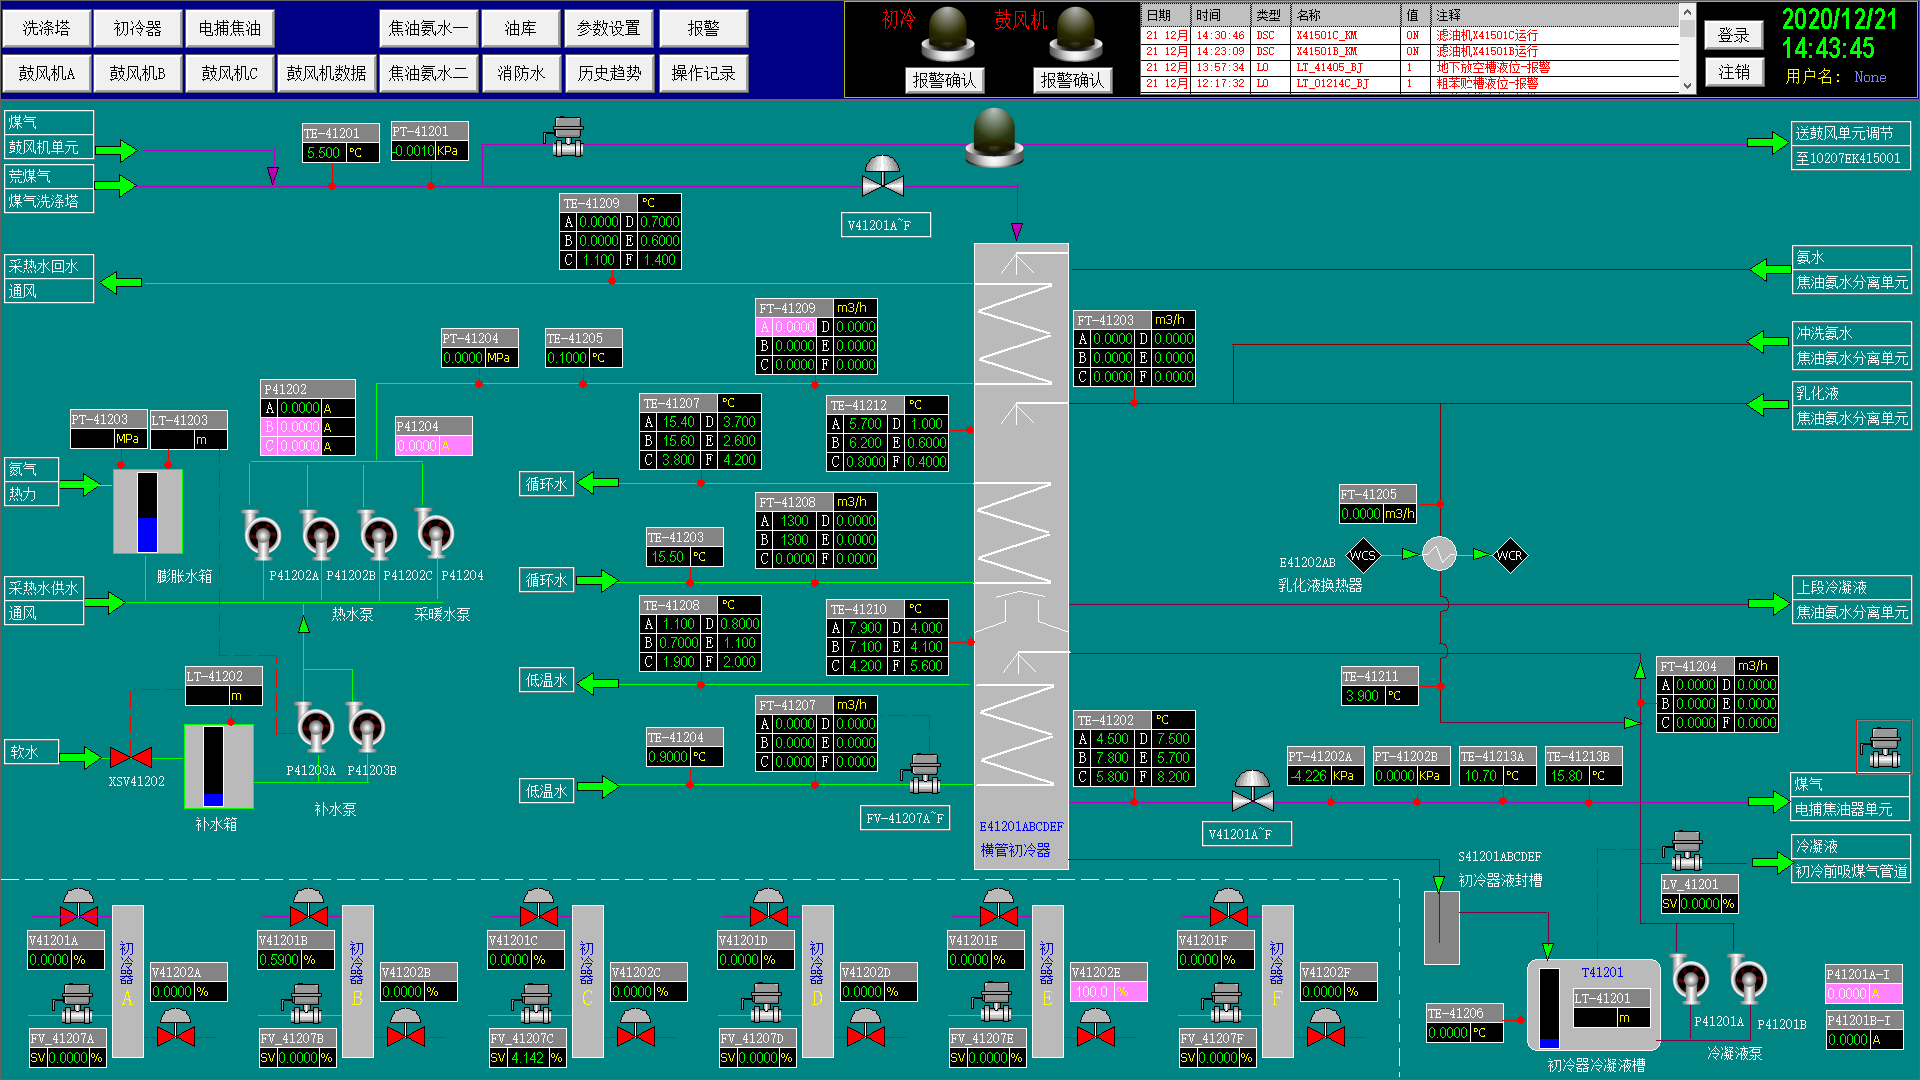 洗涤塔 初冷器 电捕焦油 焦油氨水一 油库 参数设置 报警
鼓风机A 鼓风机B 鼓风机C 鼓风机数据 焦油氨水二 消防水 历史趋势 操作记录
初冷 鼓风机
报警确认 报警确认
日期 时间 类型 名称 值 注释
21 12月 14:30:46 DSC X41501C_KM ON 滤油机X41501C运行
21 12月 14:23:09 DSC X41501B_KM ON 滤油机X41501B运行
21 12月 13:57:34 LO LT_41405_BJ 1 地下放空槽液位-报警
21 12月 12:17:32 LO LT_01214C_BJ 1 粗苯贮槽液位-报警
登录
注销
2020/12/21
14:43:45
用户名: None
煤气
鼓风机单元
荒煤气
煤气洗涤塔
TE-41201
5.500 ℃
PT-41201
-0.0010 KPa
V41201A~F
送鼓风单元调节
至10207EK415001
TE-41209 ℃
A 0.0000 D 0.7000
B 0.0000 E 0.6000
C 1.100 F 1.400
采热水回水
通风
氨水
焦油氨水分离单元
冲洗氨水
焦油氨水分离单元
乳化液
焦油氨水分离单元
FT-41209 m3/h
A 0.0000 D 0.0000
B 0.0000 E 0.0000
C 0.0000 F 0.0000
FT-41203 m3/h
A 0.0000 D 0.0000
B 0.0000 E 0.0000
C 0.0000 F 0.0000
PT-41204
0.0000 MPa
TE-41205
0.1000 ℃
P41202
A 0.0000 A
B 0.0000 A
C 0.0000 A
P41204
0.0000 A
PT-41203
MPa
LT-41203
m
TE-41207 ℃
A 15.40 D 3.700
B 15.60 E 2.600
C 3.800 F 4.200
TE-41212 ℃
A 5.700 D 1.000
B 6.200 E 0.6000
C 0.8000 F 0.4000
氮气
热力
循环水
FT-41208 m3/h
A 1300 D 0.0000
B 1300 E 0.0000
C 0.0000 F 0.0000
TE-41203
15.50 ℃
FT-41205
0.0000 m3/h
WCS WCR
E41202AB
乳化液换热器
膨胀水箱
P41202A P41202B P41202C P41204
循环水
采热水供水
通风
热水泵 采暖水泵
上段冷凝液
焦油氨水分离单元
TE-41208 ℃
A 1.100 D 0.8000
B 0.7000 E 1.100
C 1.900 F 2.000
TE-41210 ℃
A 7.900 D 4.000
B 7.100 E 4.100
C 4.200 F 5.600
LT-41202
m
低温水
TE-41211
3.900 ℃
FT-41204 m3/h
A 0.0000 D 0.0000
B 0.0000 E 0.0000
C 0.0000 F 0.0000
FT-41207 m3/h
A 0.0000 D 0.0000
B 0.0000 E 0.0000
C 0.0000 F 0.0000
TE-41204
0.9000 ℃
TE-41202 ℃
A 4.500 D 7.500
B 7.800 E 5.700
C 5.800 F 8.200
PT-41202A
-4.226 KPa
PT-41202B
0.0000 KPa
TE-41213A
10.70 ℃
TE-41213B
15.80 ℃
软水
XSV41202
P41203A P41203B
补水箱
补水泵
低温水
FV-41207A~F
E41201ABCDEF
横管初冷器
V41201A~F
煤气
电捕焦油器单元
冷凝液
初冷前吸煤气管道
S41201ABCDEF
初冷器液封槽
LV_41201
SV 0.0000 %
V41201A
0.0000 %
初冷器 A
V41202A
0.0000 %
FV_41207A
SV 0.0000 %
V41201B
0.5900 %
初冷器 B
V41202B
0.0000 %
FV_41207B
SV 0.0000 %
V41201C
0.0000 %
初冷器 C
V41202C
0.0000 %
FV_41207C
SV 4.142 %
V41201D
0.0000 %
初冷器 D
V41202D
0.0000 %
FV_41207D
SV 0.0000 %
V41201E
0.0000 %
初冷器 E
V41202E
100.0 %
FV_41207E
SV 0.0000 %
V41201F
0.0000 %
初冷器 F
V41202F
0.0000 %
FV_41207F
SV 0.0000 %
TE-41206
0.0000 ℃
T41201
LT-41201
m
初冷器冷凝液槽
P41201A P41201B
冷凝液泵
P41201A-I
0.0000 A
P41201B-I
0.0000 A